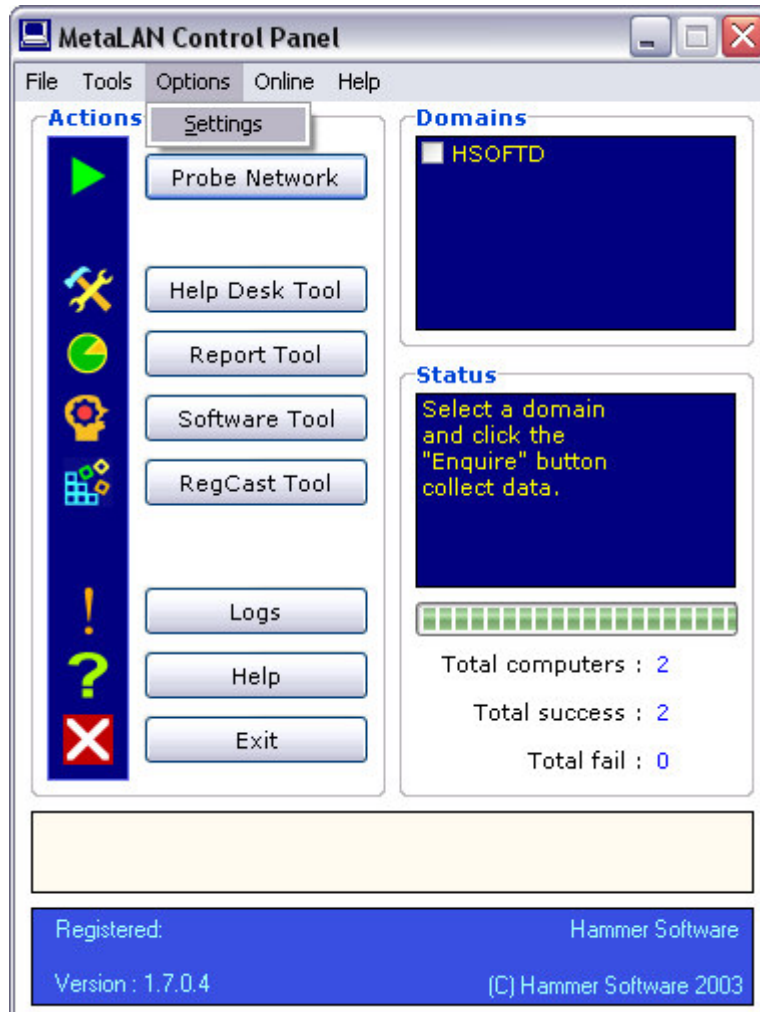 MetaLAN Control Panel
File Tools Options Online Help
Settings
Actions
Probe Network
Help Desk Tool
Report Tool
Software Tool
RegCast Tool
Logs
Help
Exit
Domains
HSOFTD
Status
Select a domain
and click the
"Enquire" button
collect data.
Total computers : 2
Total success : 2
Total fail : 0
Registered:
Hammer Software
Version : 1.7.0.4
(C) Hammer Software 2003